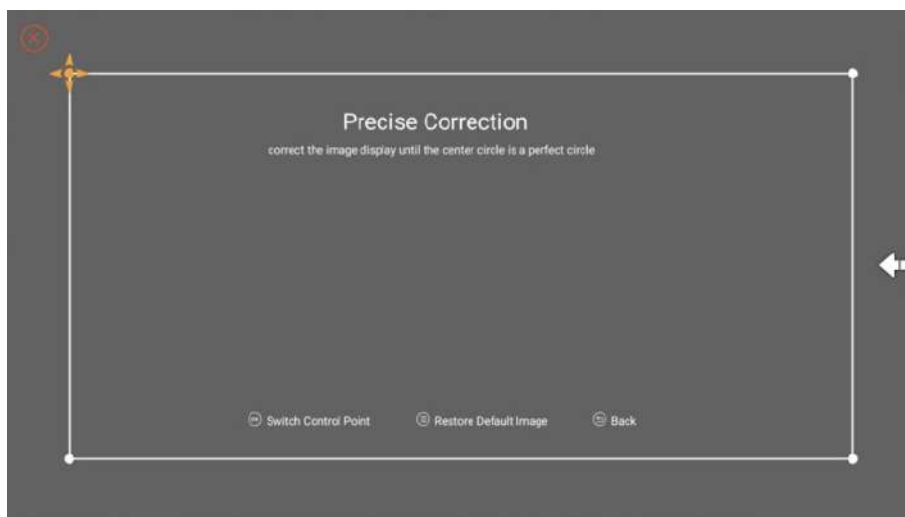 Precise Correction
correct the image display until the center circle is a perfect circle
Switch Control Point Restore Default Image Back